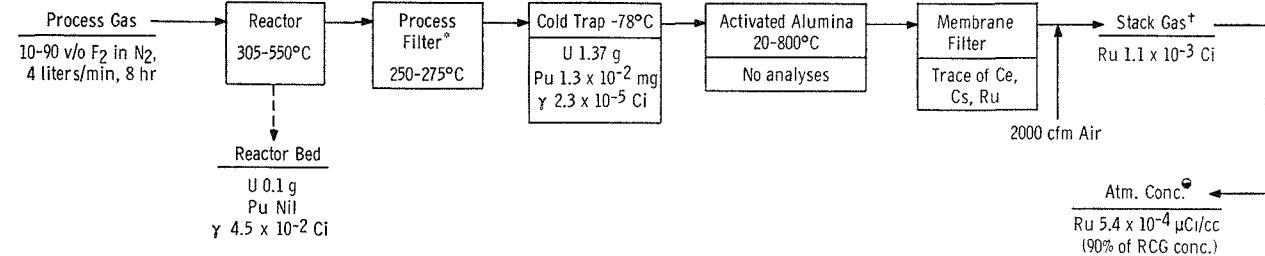 Process Gas
10-90 v/o F2 in N2,
4 liters/min, 8 hr
Reactor
305-550°C
Process
Filter*
250-275°C
Cold Trap -78°C
U 1.37 g
Pu 1.3 x 10-2 mg
γ 2.3 x 10-5 Ci
Activated Alumina
20-800°C
No analyses
Membrane
Filter
Trace of Ce,
Cs, Ru
2000 cfm Air
Stack Gas†
Ru 1.1 x 10-3 Ci
Reactor Bed
U 0.1 g
Pu Nil
γ 4.5 x 10-2 Ci
Atm. Conc.◒
Ru 5.4 x 10-4 μCi/cc
(90% of RCG conc.)